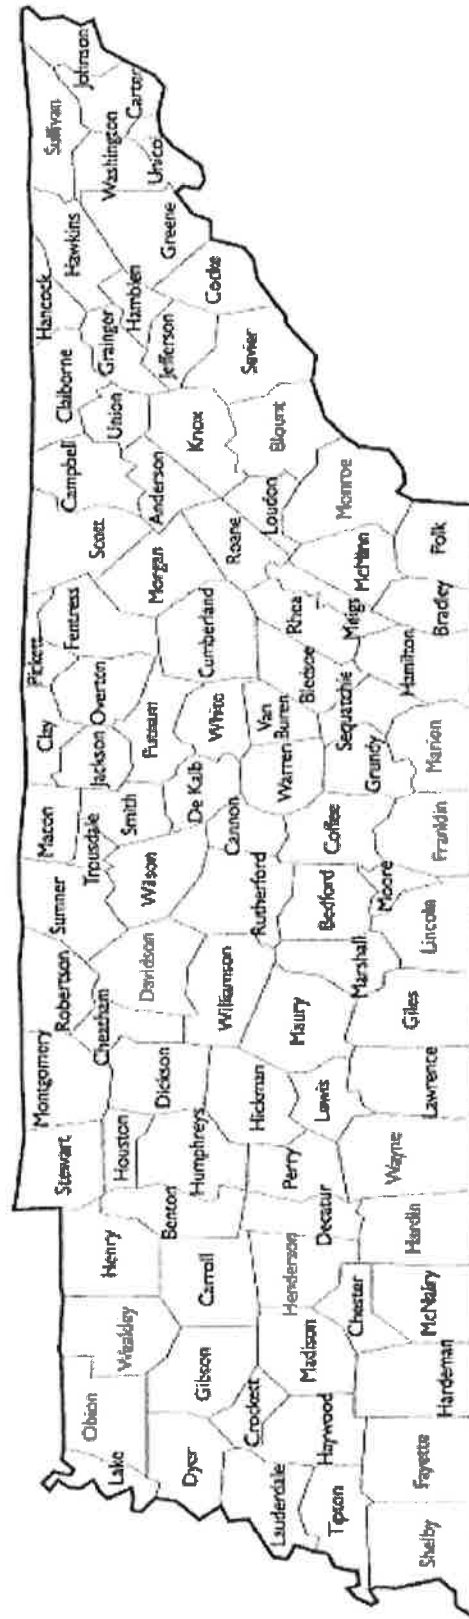 Lake
Obion
Weakley
Henry
Stewart
Montgomery
Robertson
Sumner
Macon
Clay
Pickett
Scott
Campbell
Claiborne
Hancock
Hawkins
Sullivan
Johnson
Carter
Washington
Unicoi
Greene
Hamblen
Grainger
Union
Fentress
Overton
Jackson
Trousdale
Smith
Cheatham
Houston
Dickson
Davidson
Wilson
Putnam
Morgan
Anderson
Knox
Jefferson
Cocke
Sevier
Blount
Loudon
Roane
Cumberland
White
De Kalb
Cannon
Rutherford
Williamson
Hickman
Humphreys
Benton
Carroll
Gibson
Dyer
Crockett
Lauderdale
Haywood
Tipton
Madison
Henderson
Chester
Decatur
Perry
Lewis
Maury
Marshall
Bedford
Coffee
Warren
Van
Buren
Bledsoe
Rhea
Sequatchie
Grundy
Meigs
McMinn
Monroe
Polk
Bradley
Hamilton
Marion
Franklin
Moore
Lincoln
Giles
Lawrence
Wayne
Hardin
McNairy
Hardeman
Fayette
Shelby